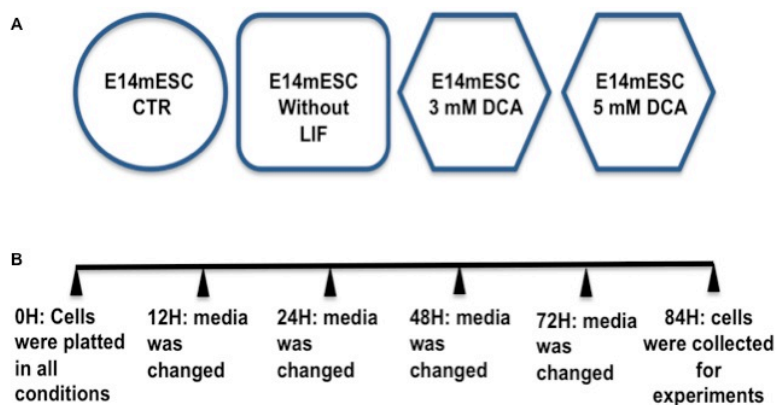 A
E14mESC
CTR
E14mESC
Without
LIF
E14mESC
3 mM DCA
E14mESC
5 mM DCA
B
0H: Cells
were platted
in all
conditions
12H: media
was
changed
24H: media
was
changed
48H: media
was
changed
72H: media
was
changed
84H: cells
were collected
for
experiments